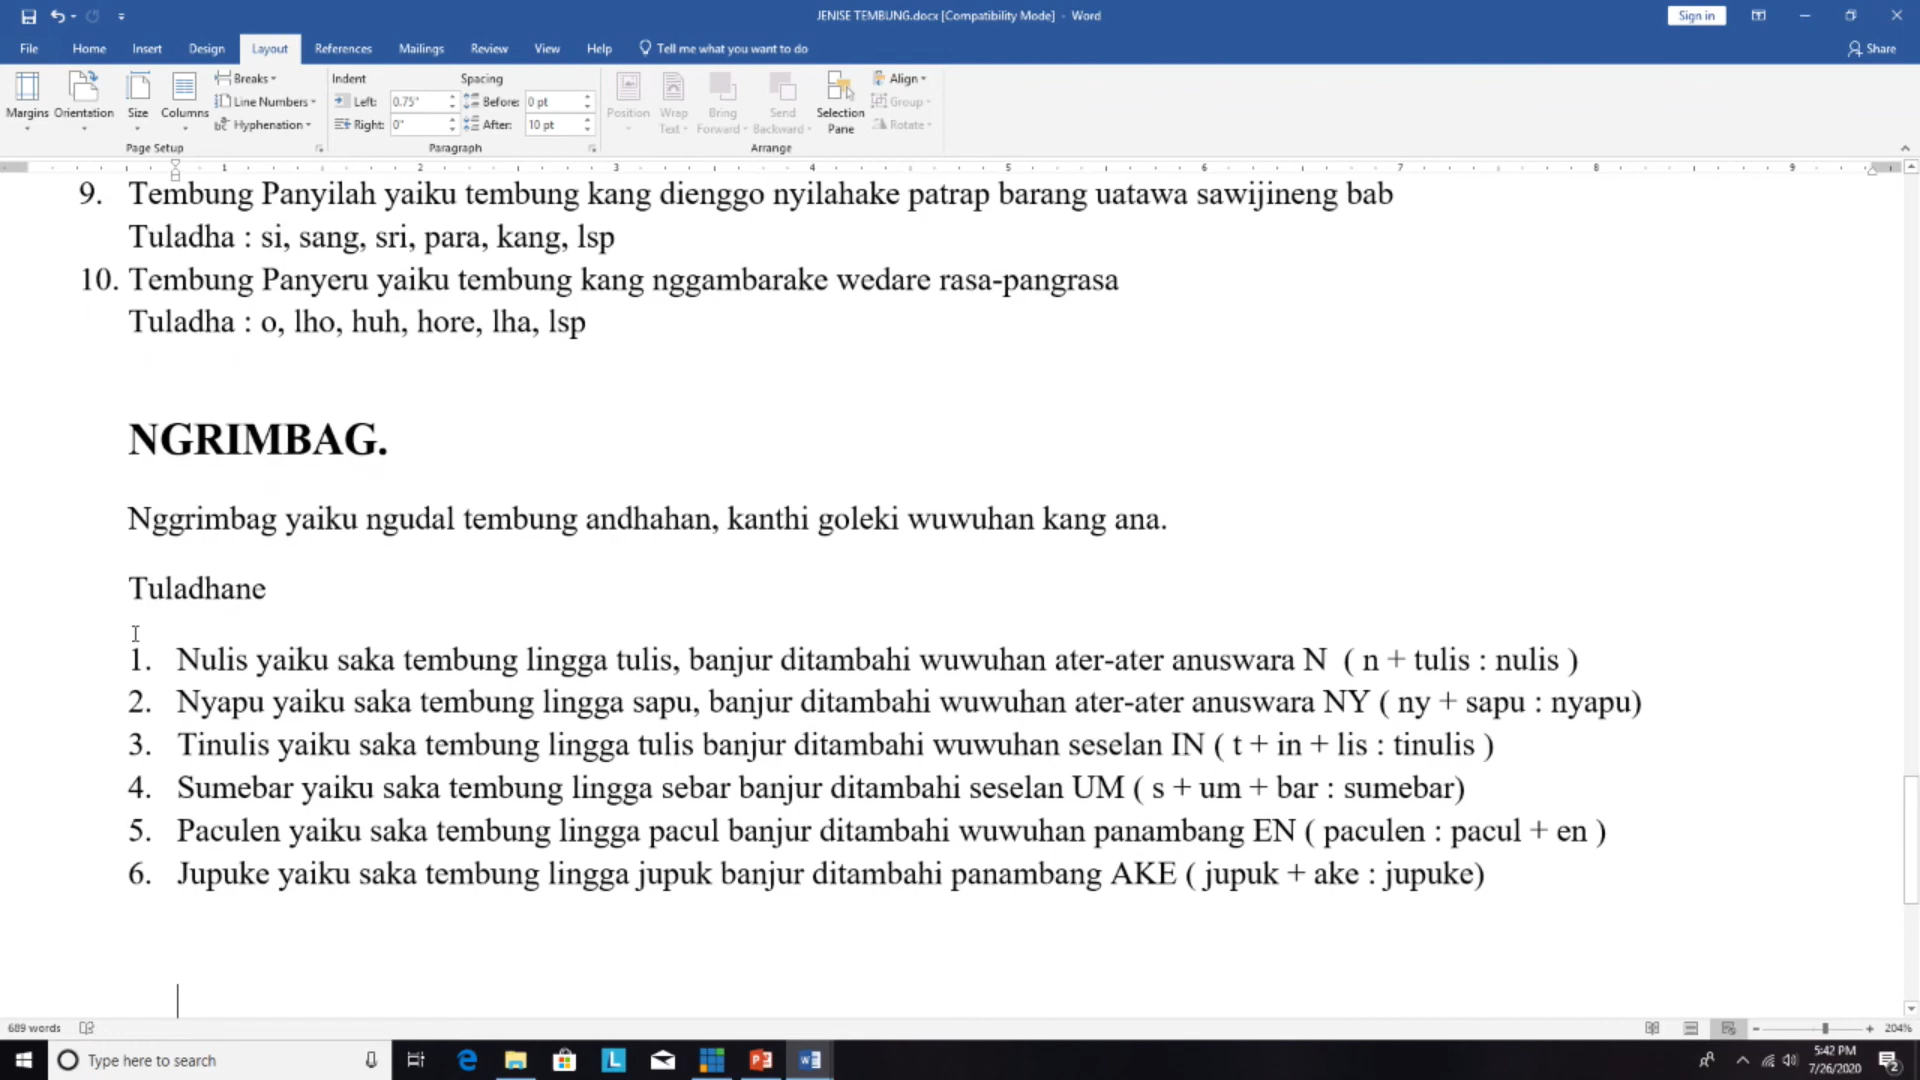 JENISE TEMBUNG.docx [Compatibility Mode] - Word
Sign in
File Home Insert Design Layout References Mailings Review View Help Tell me what you want to do
Share
Margins Orientation Size Columns
Breaks
Line Numbers
Hyphenation
Page Setup
Indent Spacing
Left: 0.75" Before: 0 pt
Right: 0" After: 10 pt
Paragraph
Position Wrap Text Bring Forward Send Backward Selection Pane
Align
Group
Rotate
Arrange
1 2 3 4 5 6 7 8 9
9. Tembung Panyilah yaiku tembung kang dienggo nyilahake patrap barang uatawa sawijineng bab
Tuladha : si, sang, sri, para, kang, lsp
10. Tembung Panyeru yaiku tembung kang nggambarake wedare rasa-pangrasa
Tuladha : o, lho, huh, hore, lha, lsp
NGRIMBAG.
Nggrimbag yaiku ngudal tembung andhahan, kanthi goleki wuwuhan kang ana.
Tuladhane
1. Nulis yaiku saka tembung lingga tulis, banjur ditambahi wuwuhan ater-ater anuswara N ( n + tulis : nulis )
2. Nyapu yaiku saka tembung lingga sapu, banjur ditambahi wuwuhan ater-ater anuswara NY ( ny + sapu : nyapu)
3. Tinulis yaiku saka tembung lingga tulis banjur ditambahi wuwuhan seselan IN ( t + in + lis : tinulis )
4. Sumebar yaiku saka tembung lingga sebar banjur ditambahi seselan UM ( s + um + bar : sumebar)
5. Paculen yaiku saka tembung lingga pacul banjur ditambahi wuwuhan panambang EN ( paculen : pacul + en )
6. Jupuke yaiku saka tembung lingga jupuk banjur ditambahi panambang AKE ( jupuk + ake : jupuke)
689 words
204%
Type here to search
5:42 PM
7/26/2020
2